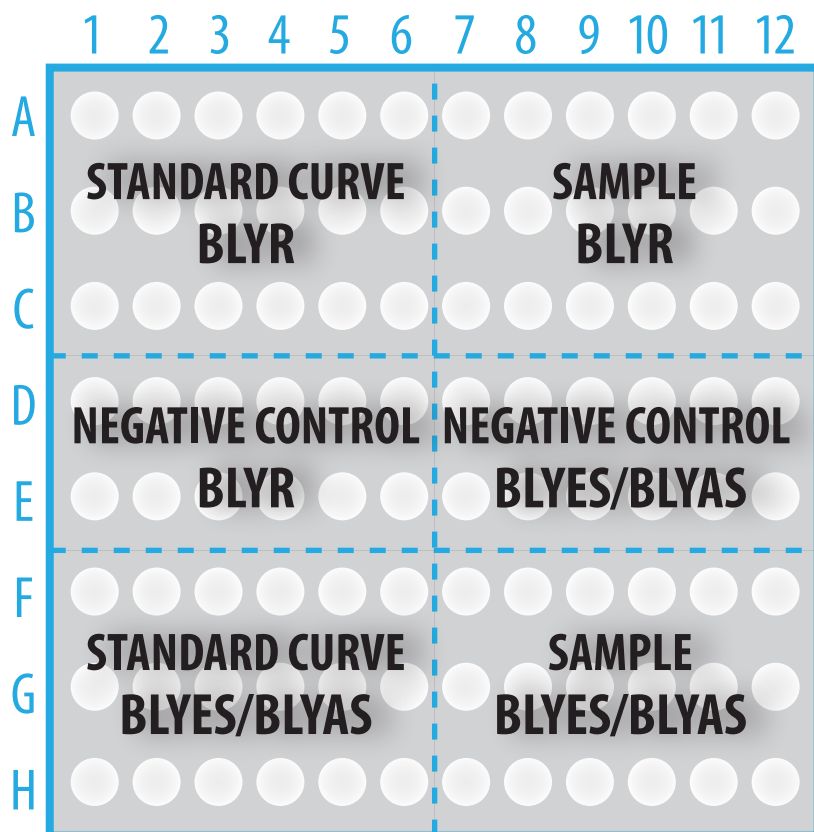 1 2 3 4 5 6 7 8 9 10 11 12
A
STANDARD CURVE
BLYR
SAMPLE
BLYR
B
C
D
NEGATIVE CONTROL
BLYR
NEGATIVE CONTROL
BLYES/BLYAS
E
F
STANDARD CURVE
BLYES/BLYAS
SAMPLE
BLYES/BLYAS
G
H